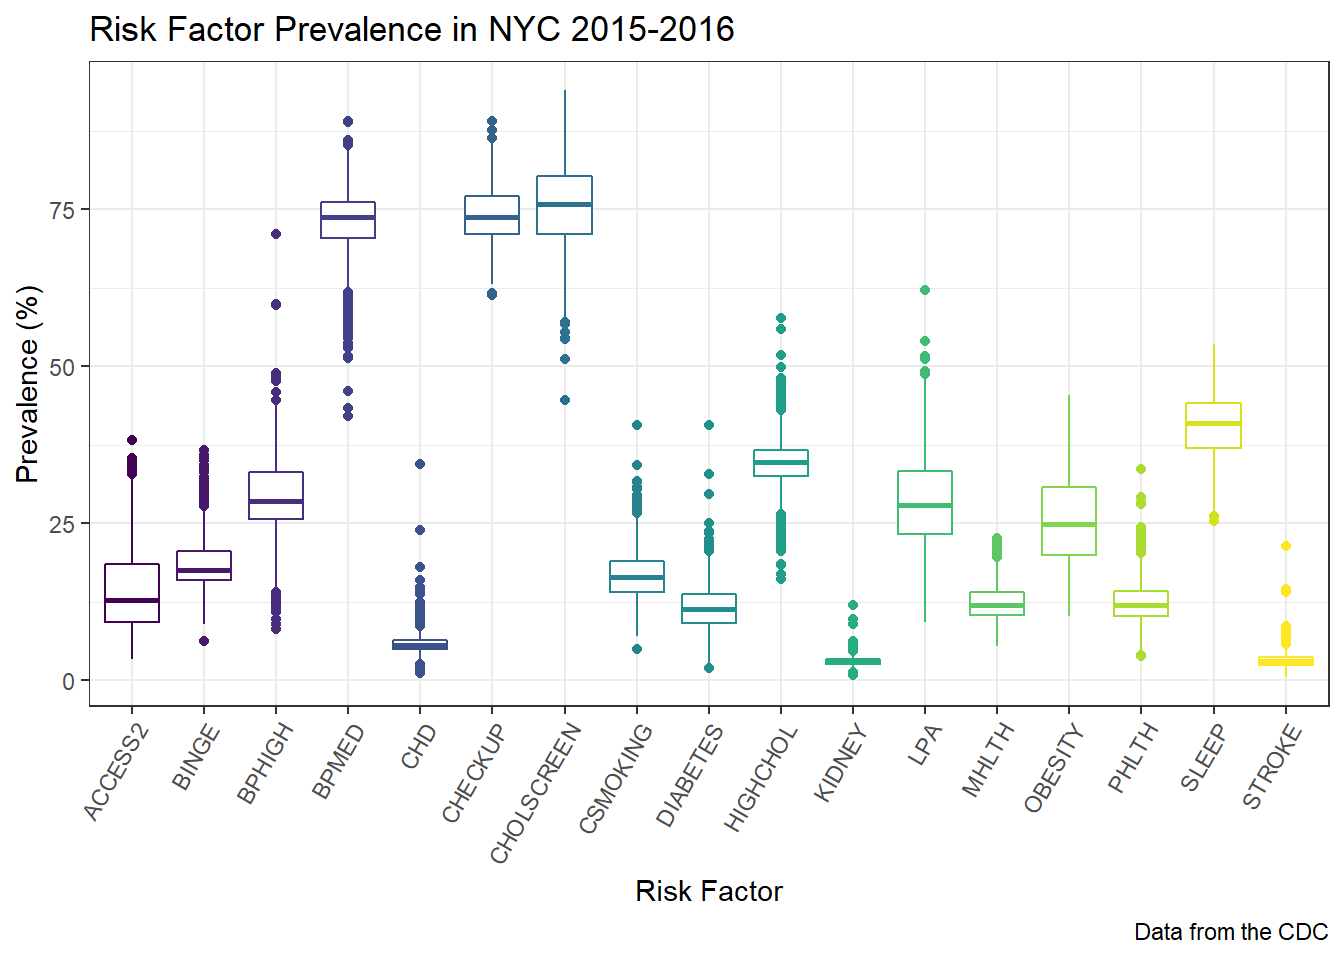 Risk Factor Prevalence in NYC 2015-2016
Prevalence (%)
75
50
25
0
ACCESS2
BINGE
BPHIGH
BPMED
CHD
CHECKUP
CHOLSCREEN
CSMOKING
DIABETES
HIGHCHOL
KIDNEY
LPA
MHLTH
OBESITY
PHLTH
SLEEP
STROKE
Risk Factor
Data from the CDC